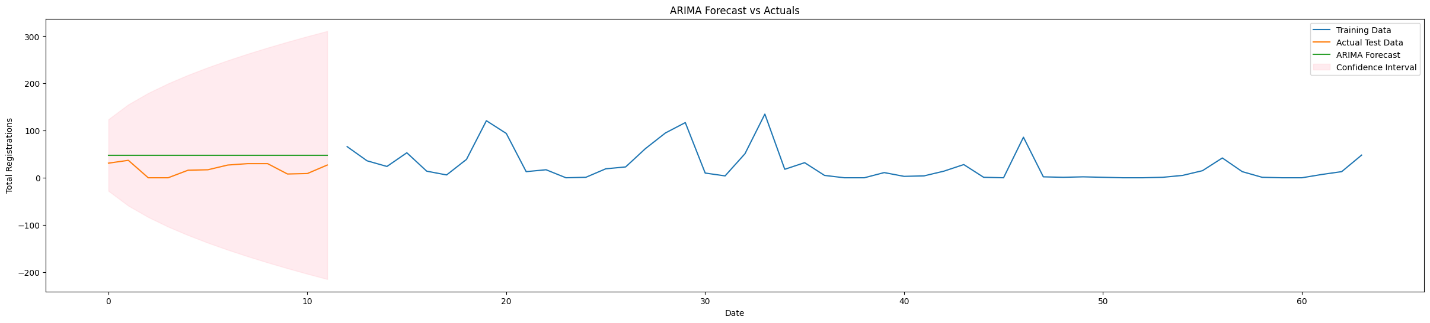 ARIMA Forecast vs Actuals
Training Data
Actual Test Data
ARIMA Forecast
Confidence Interval
Total Registrations
300
200
100
0
−100
−200
0
10
20
30
40
50
60
Date